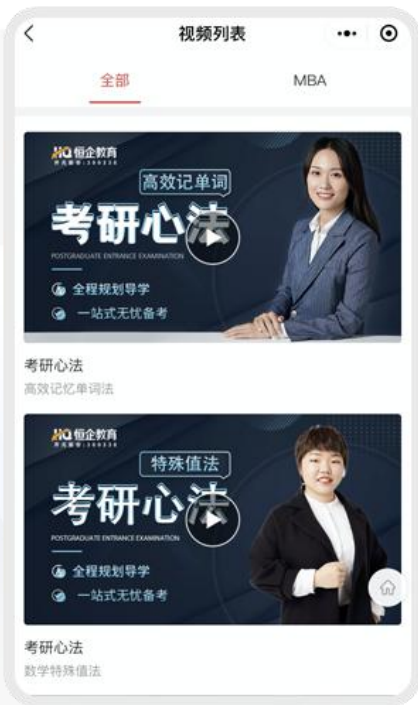 视频列表
全部
MBA
HQ 恒企教育
高效记单词
考研心法
POSTGRADUATE ENTRANCE EXAMINATION
全程规划导学
一站式无忧备考
考研心法
高效记忆单词法
HQ 恒企教育
特殊值法
考研心法
POSTGRADUATE ENTRANCE EXAMINATION
全程规划导学
一站式无忧备考
考研心法
数学特殊值法